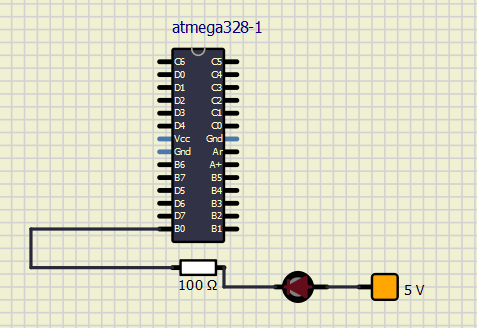 atmega328-1
C6 C5
D0 C4
D1 C3
D2 C2
D3 C1
D4 C0
Vcc Gnd
Gnd Ar
B6 A+
B7 B5
D5 B4
D6 B3
D7 B2
B0 B1
100 Ω
5 V